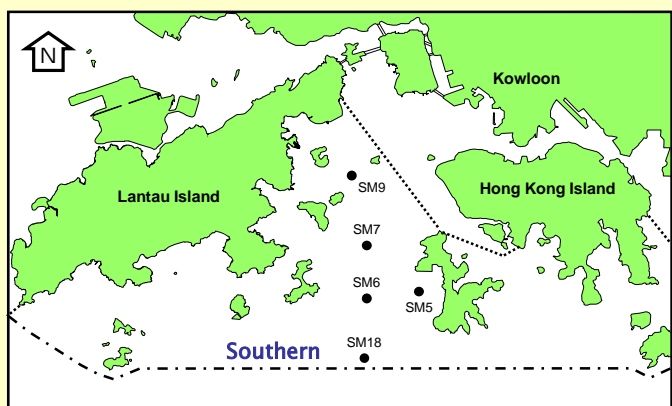 N
Kowloon
Lantau Island
SM9
Hong Kong Island
SM7
SM6
SM5
SM18
Southern